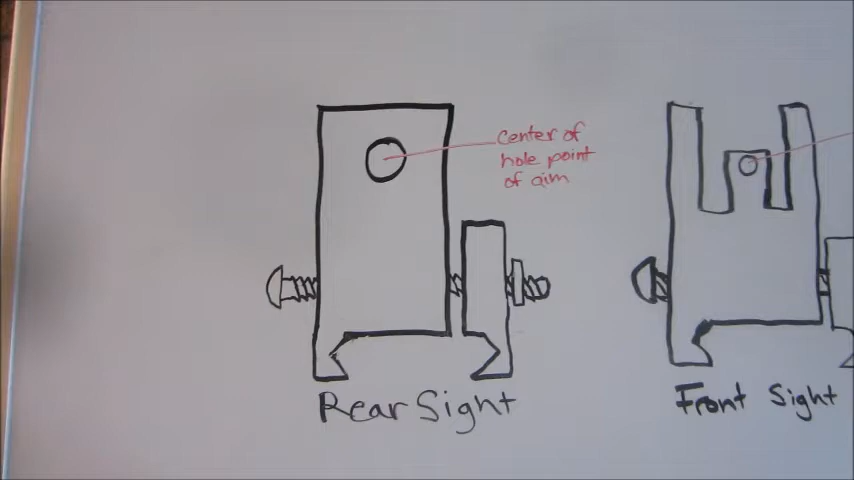 center of
hole point
of aim
Rear Sight
Front Sight